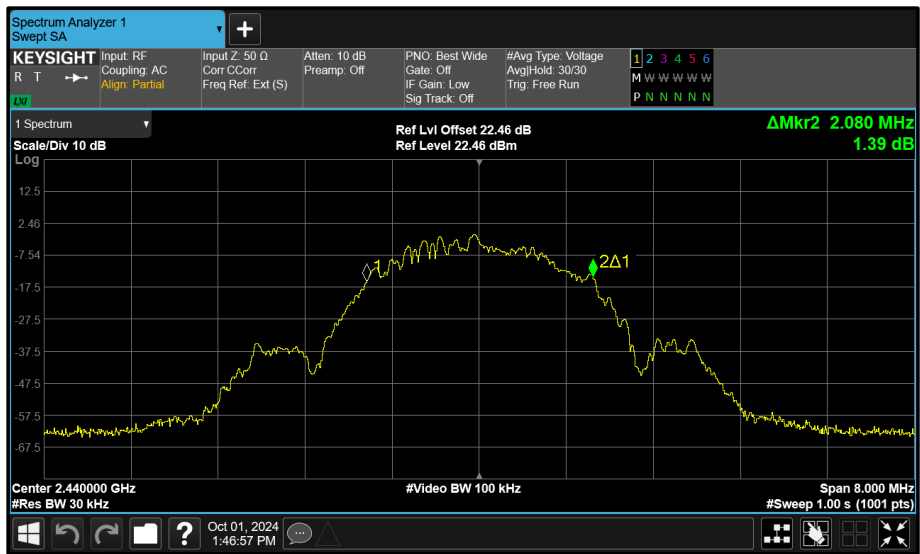 Spectrum Analyzer 1
Swept SA
KEYSIGHT
R T
LXI
Input: RF
Coupling: AC
Align: Partial
Input Z: 50 Ω
Corr CCorr
Freq Ref: Ext (S)
Atten: 10 dB
Preamp: Off
PNO: Best Wide
Gate: Off
IF Gain: Low
Sig Track: Off
#Avg Type: Voltage
Avg|Hold: 30/30
Trig: Free Run
1 2 3 4 5 6
M W W W W W
P N N N N N
1 Spectrum
Scale/Div 10 dB
Ref Lvl Offset 22.46 dB
Ref Level 22.46 dBm
ΔMkr2 2.080 MHz
1.39 dB
Log
12.5
2.46
-7.54
-17.5
-27.5
-37.5
-47.5
-57.5
-67.5
1
2Δ1
Center 2.440000 GHz
#Video BW 100 kHz
Span 8.000 MHz
#Res BW 30 kHz
#Sweep 1.00 s (1001 pts)
?
Oct 01, 2024
1:46:57 PM